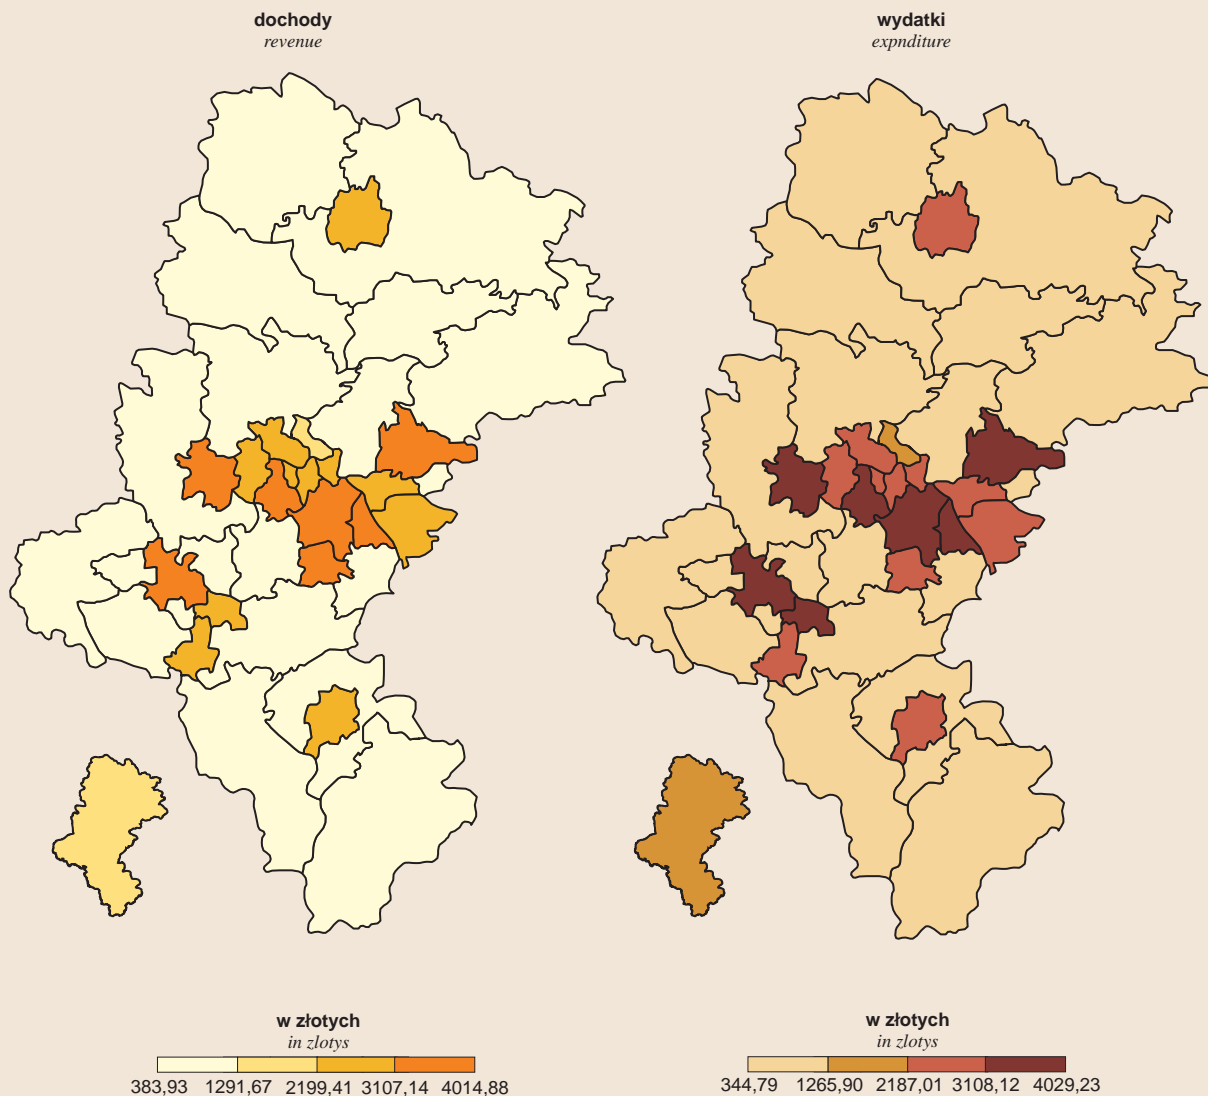 dochody
revenue
wydatki
expnditure
w złotych
in zlotys
383,93 1291,67 2199,41 3107,14 4014,88
w złotych
in zlotys
344,79 1265,90 2187,01 3108,12 4029,23